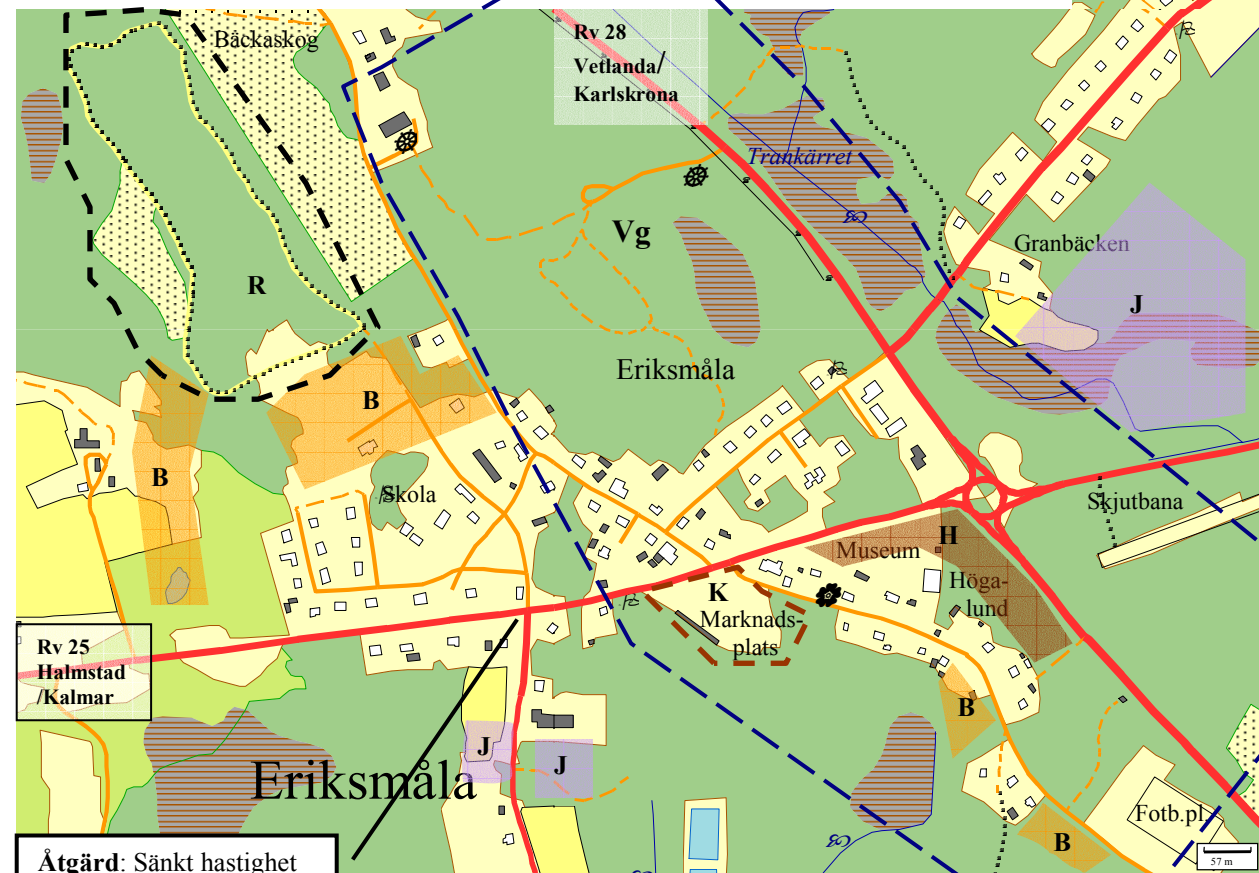 Bäckaskog
Rv 28
Vetlanda/
Karlskrona
Trankärret
Vg
Granbäcken
R
J
Eriksmåla
B
B
Skola
Skjutbana
Museum
H
Höga-
lund
K
Marknads-
plats
Rv 25
Halmstad
/Kalmar
B
J
J
Eriksmåla
Fotb.pl.
B
57 m
Åtgärd: Sänkt hastighet